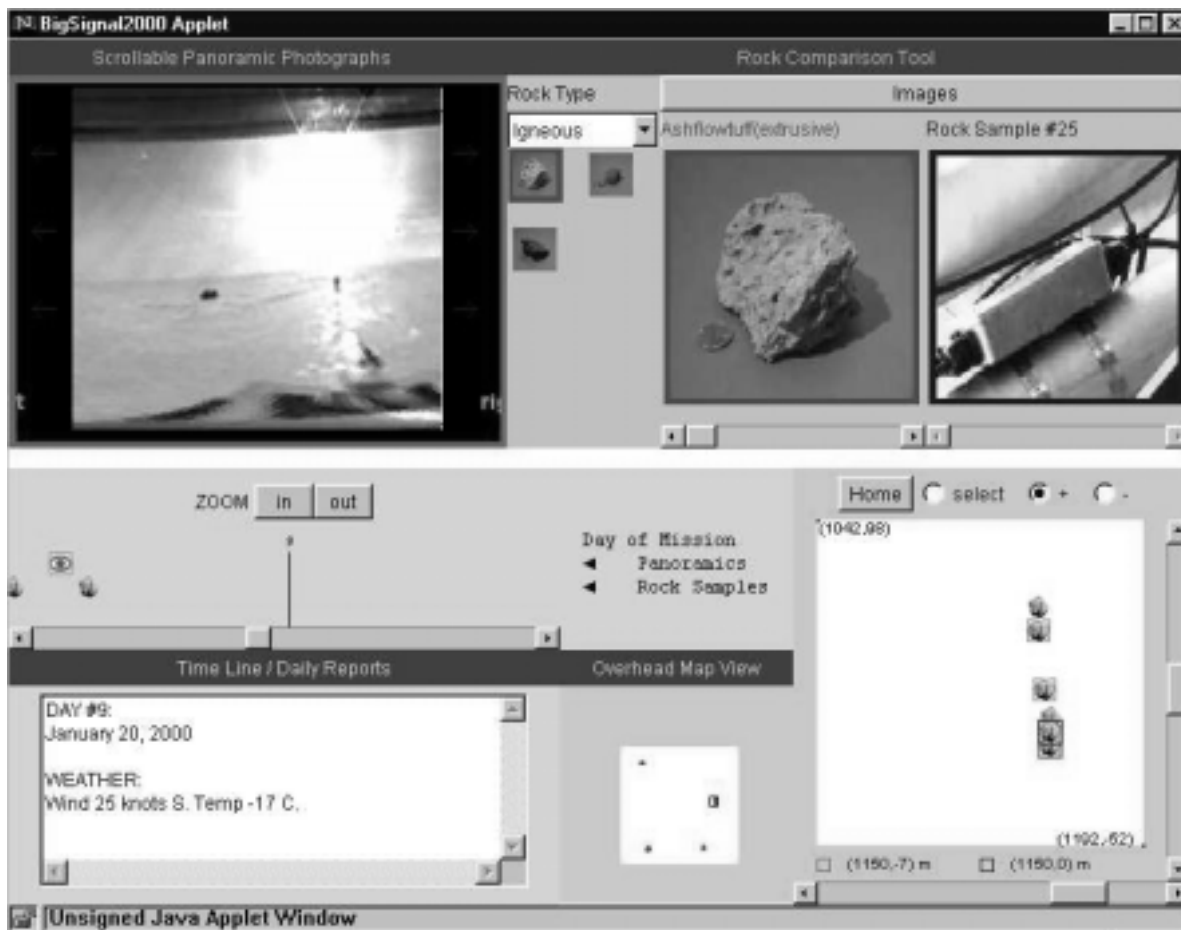 BigSignal2000 Applet
Scrollable Panoramic Photographs
Rock Comparison Tool
Rock Type
Images
Igneous
Ashflowtuff(extrusive)
Rock Sample #25
ZOOM in out
9
Day of Mission
Panoramics
Rock Samples
Home select + -
(1042,98)
(1192,-52)
(1150,-7) m (1150,0) m
Time Line / Daily Reports
Overhead Map View
DAY #9:
January 20, 2000
WEATHER:
Wind 25 knots S. Temp -17 C.
Unsigned Java Applet Window